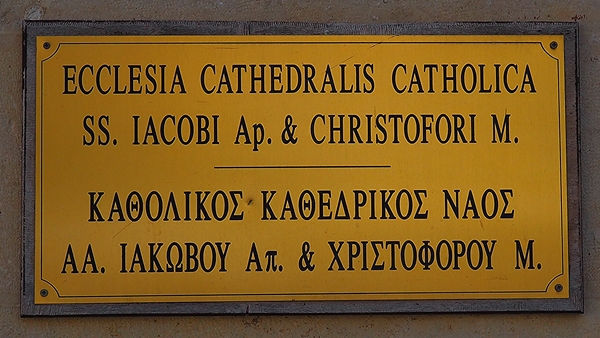 ECCLESIA CATHEDRALIS CATHOLICA
SS. IACOBI Ap. & CHRISTOFORI M.
ΚΑΘΟΛΙΚΟΣ ΚΑΘΕΔΡΙΚΟΣ ΝΑΟΣ
ΑΑ. ΙΑΚΩΒΟΥ Απ. & ΧΡΙΣΤΟΦΟΡΟΥ Μ.